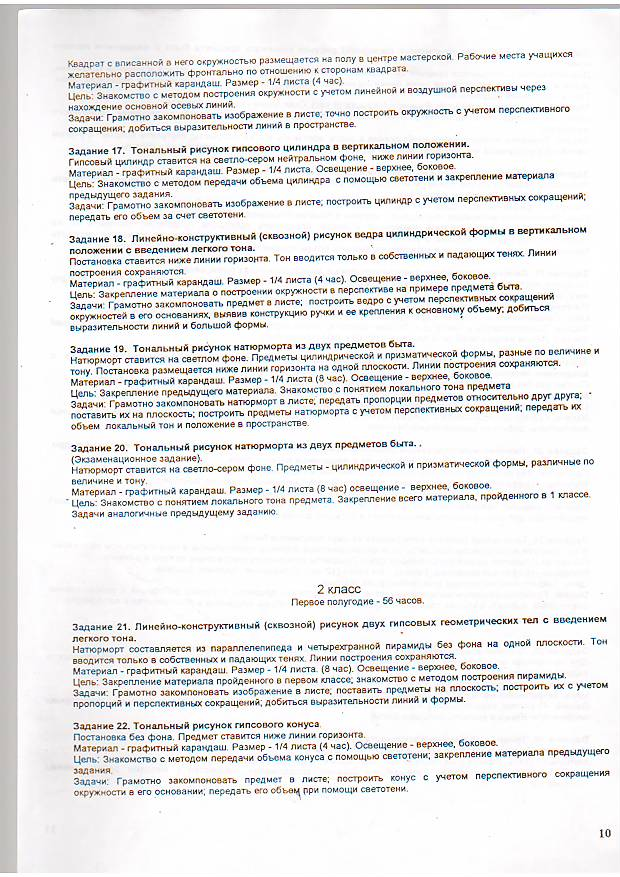 Квадрат с вписанной в него окружностью размещается на полу в центре мастерской. Рабочие места учащихся
желательно расположить фронтально по отношению к сторонам квадрата.
Материал - графитный карандаш. Размер - 1/4 листа (4 час).
Цель: Знакомство с методом построения окружности с учетом линейной и воздушной перспективы через
нахождение основной осевых линий.
Задачи: Грамотно закомпоновать изображение в листе; точно построить окружность с учетом перспективного
сокращения; добиться выразительности линий в пространстве.
Задание 17. Тональный рисунок гипсового цилиндра в вертикальном положении.
Гипсовый цилиндр ставится на светло-сером нейтральном фоне, ниже линии горизонта.
Материал - графитный карандаш. Размер - 1/4 листа. Освещение - верхнее, боковое.
Цель: Знакомство с методом передачи объема цилиндра с помощью светотени и закрепление материала
предыдущего задания.
Задачи: Грамотно закомпоновать изображение в листе; построить цилиндр с учетом перспективных сокращений;
передать его объем за счет светотени.
Задание 18. Линейно-конструктивный (сквозной) рисунок ведра цилиндрической формы в вертикальном
положении с введением легкого тона.
Постановка ставится ниже линии горизонта. Тон вводится только в собственных и падающих тенях. Линии
построения сохраняются.
Материал - графитный карандаш. Размер - 1/4 листа (4 час). Освещение - верхнее, боковое.
Цель: Закрепление материала о построении окружности в перспективе на примере предмета быта.
Задачи: Грамотно закомпоновать предмет в листе; построить ведро с учетом перспективных сокращений
окружностей в его основаниях, выявив конструкцию ручки и ее крепления к основному объему; добиться
выразительности линий и большой формы.
Задание 19. Тональный рисунок натюрморта из двух предметов быта.
Натюрморт ставится на светлом фоне. Предметы цилиндрической и призматической формы, разные по величине и
тону. Постановка размещается ниже линии горизонта на одной плоскости. Линии построения сохраняются.
Материал - графитный карандаш. Размер - 1/4 листа (8 час). Освещение - верхнее, боковое.
Цель: Закрепление предыдущего материала. Знакомство с понятием локального тона предмета
Задачи: Грамотно закомпоновать натюрморт в листе; передать пропорции предметов относительно друг друга;
поставить их на плоскость; построить предметы натюрморта с учетом перспективных сокращений; передать их
объем локальный тон и положение в пространстве.
Задание 20. Тональный рисунок натюрморта из двух предметов быта. .
(Экзаменационное задание).
Натюрморт ставится на светло-сером фоне. Предметы - цилиндрической и призматической формы, различные по
величине и тону.
Материал - графитный карандаш. Размер - 1/4 листа (8 час) освещение - верхнее, боковое.
Цель: Знакомство с понятием локального тона предмета. Закрепление всего материала, пройденного в 1 классе.
Задачи аналогичные предыдущему заданию.
2 класс
Первое полугодие - 56 часов.
Задание 21. Линейно-конструктивный (сквозной) рисунок двух гипсовых геометрических тел с введением
легкого тона.
Натюрморт составляется из параллелепипеда и четырехгранной пирамиды без фона на одной плоскости. Тон
вводится только в собственных и падающих тенях. Линии построения сохраняются.
Материал - графитный карандаш. Размер - 1/4 листа. (8 час). Освещение - верхнее, боковое.
Цель: Закрепление материала пройденного в первом классе; знакомство с методом построения пирамиды.
Задачи: Грамотно закомпоновать изображение в листе; поставить предметы на плоскость; построить их с учетом
пропорций и перспективных сокращений; добиться выразительности линий и формы.
Задание 22. Тональный рисунок гипсового конуса.
Постановка без фона. Предмет ставится ниже линии горизонта.
Материал - графитный карандаш. Размер - 1/4 листа (4 час). Освещение - верхнее, боковое.
Цель: Знакомство с методом передачи объема конуса с помощью светотени; закрепление материала предыдущего
задания.
Задачи: Грамотно закомпоновать предмет в листе; построить конус с учетом перспективного сокращения
окружности в его основании; передать его объем при помощи светотени.
10